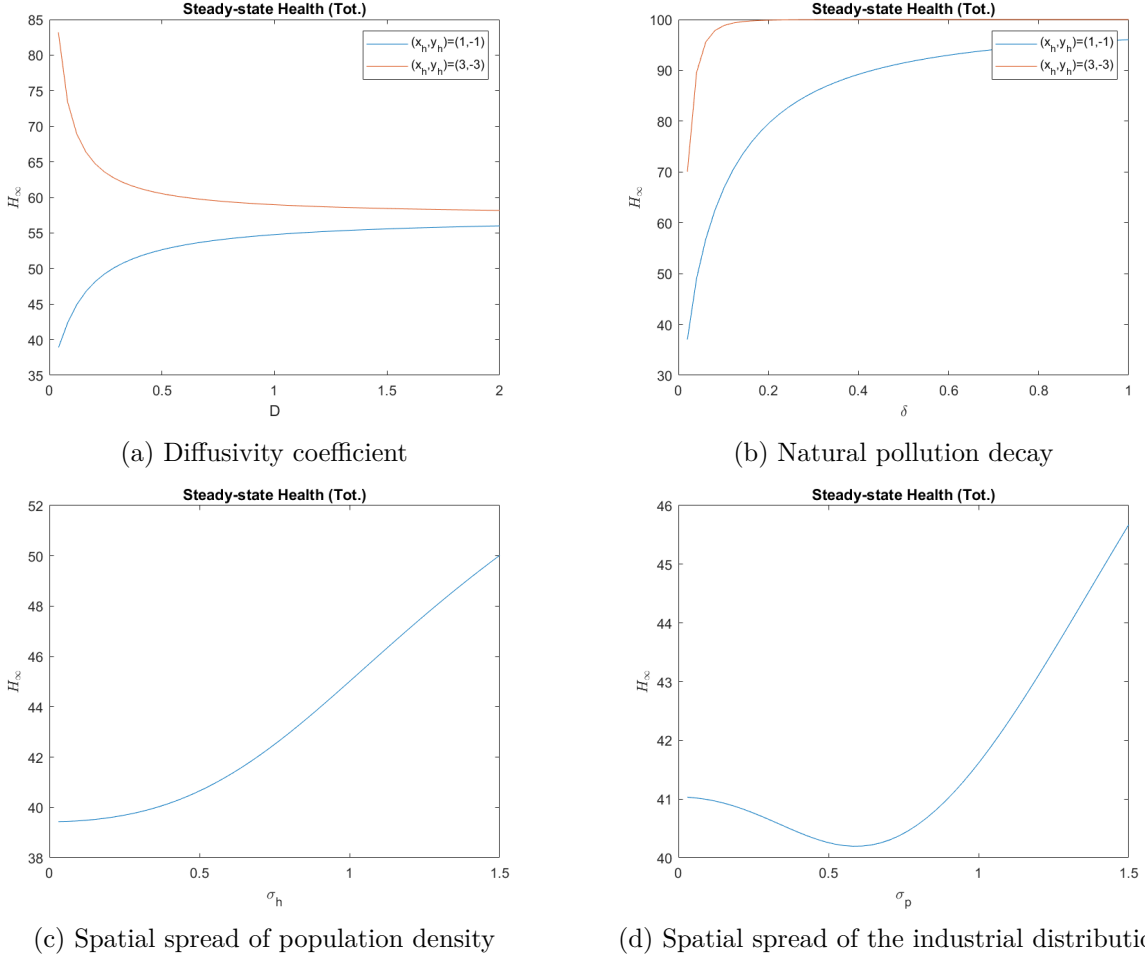 Steady-state Health (Tot.)
85
80
75
70
65
60
55
50
45
40
35
H∞
0 0.5 1 1.5 2
D
(x_h,y_h)=(1,-1)
(x_h,y_h)=(3,-3)
(a) Diffusivity coefficient
Steady-state Health (Tot.)
100
90
80
70
60
50
40
30
H∞
0 0.2 0.4 0.6 0.8 1
δ
(x_h,y_h)=(1,-1)
(x_h,y_h)=(3,-3)
(b) Natural pollution decay
Steady-state Health (Tot.)
52
50
48
46
44
42
40
38
H∞
0 0.5 1 1.5
σ_h
(c) Spatial spread of population density
Steady-state Health (Tot.)
46
45
44
43
42
41
40
H∞
0 0.5 1 1.5
σ_p
(d) Spatial spread of the industrial distributio